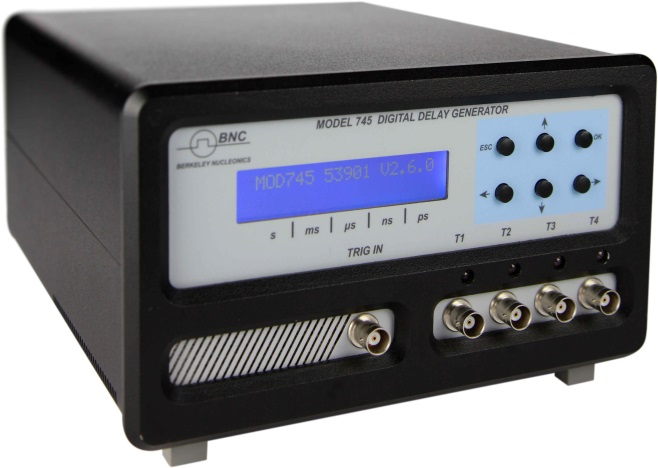 MODEL 745 DIGITAL DELAY GENERATOR
BNC
BERKELEY NUCLEONICS
MOD745 53901 V2.6.0
ESC
OK
s | ms | µs | ns | ps
TRIG IN
T1 T2 T3 T4